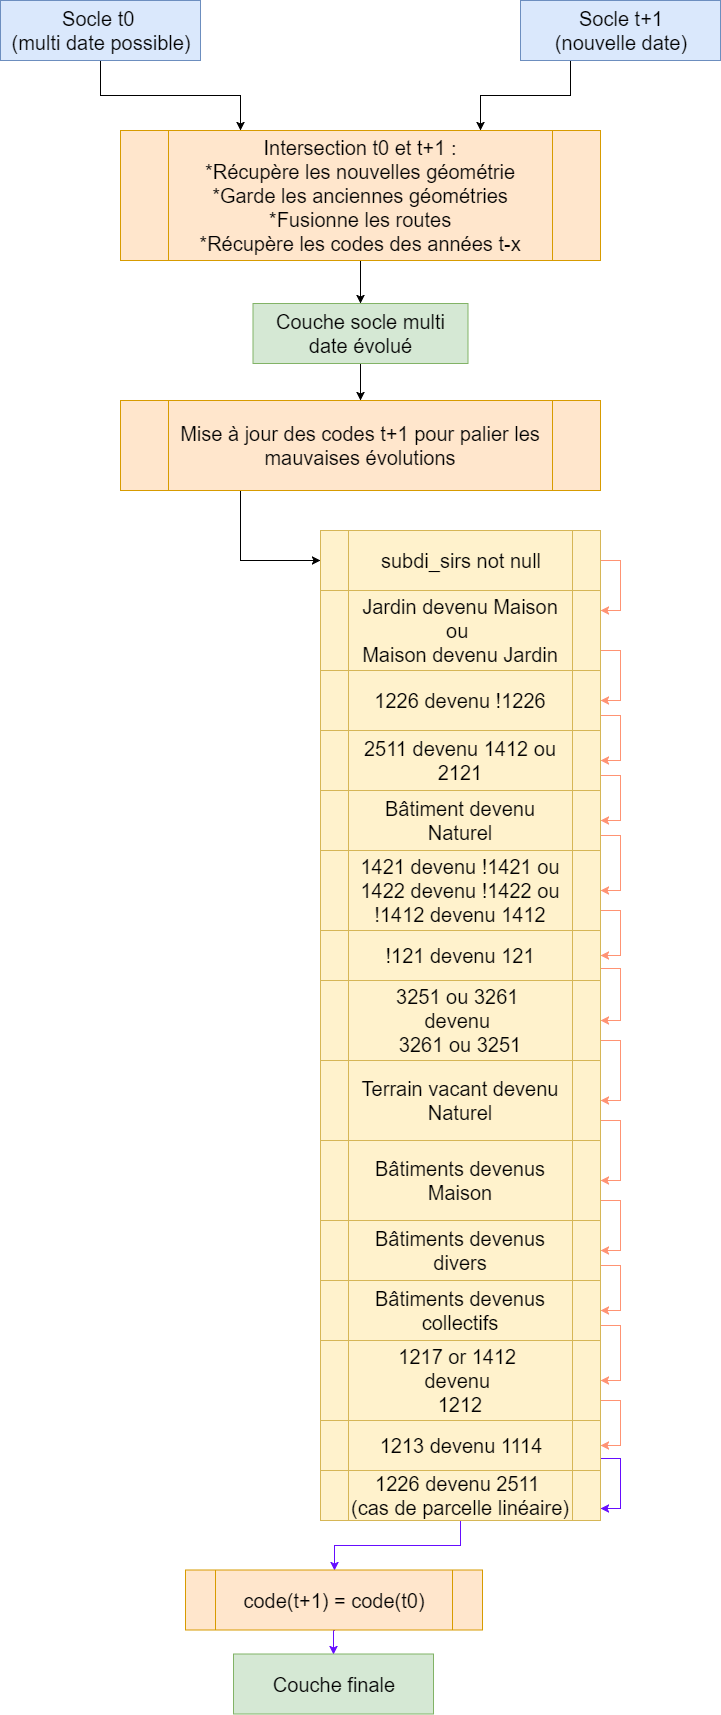 Socle t0
(multi date possible)
Socle t+1
(nouvelle date)
Intersection t0 et t+1 :
*Récupère les nouvelles géométrie
*Garde les anciennes géométries
*Fusionne les routes
*Récupère les codes des années t-x
Couche socle multi
date évolué
Mise à jour des codes t+1 pour palier les
mauvaises évolutions
subdi_sirs not null
Jardin devenu Maison
ou
Maison devenu Jardin
1226 devenu !1226
2511 devenu 1412 ou
2121
Bâtiment devenu
Naturel
1421 devenu !1421 ou
1422 devenu !1422 ou
!1412 devenu 1412
!121 devenu 121
3251 ou 3261
devenu
3261 ou 3251
Terrain vacant devenu
Naturel
Bâtiments devenus
Maison
Bâtiments devenus
divers
Bâtiments devenus
collectifs
1217 or 1412
devenu
1212
1213 devenu 1114
1226 devenu 2511
(cas de parcelle linéaire)
code(t+1) = code(t0)
Couche finale